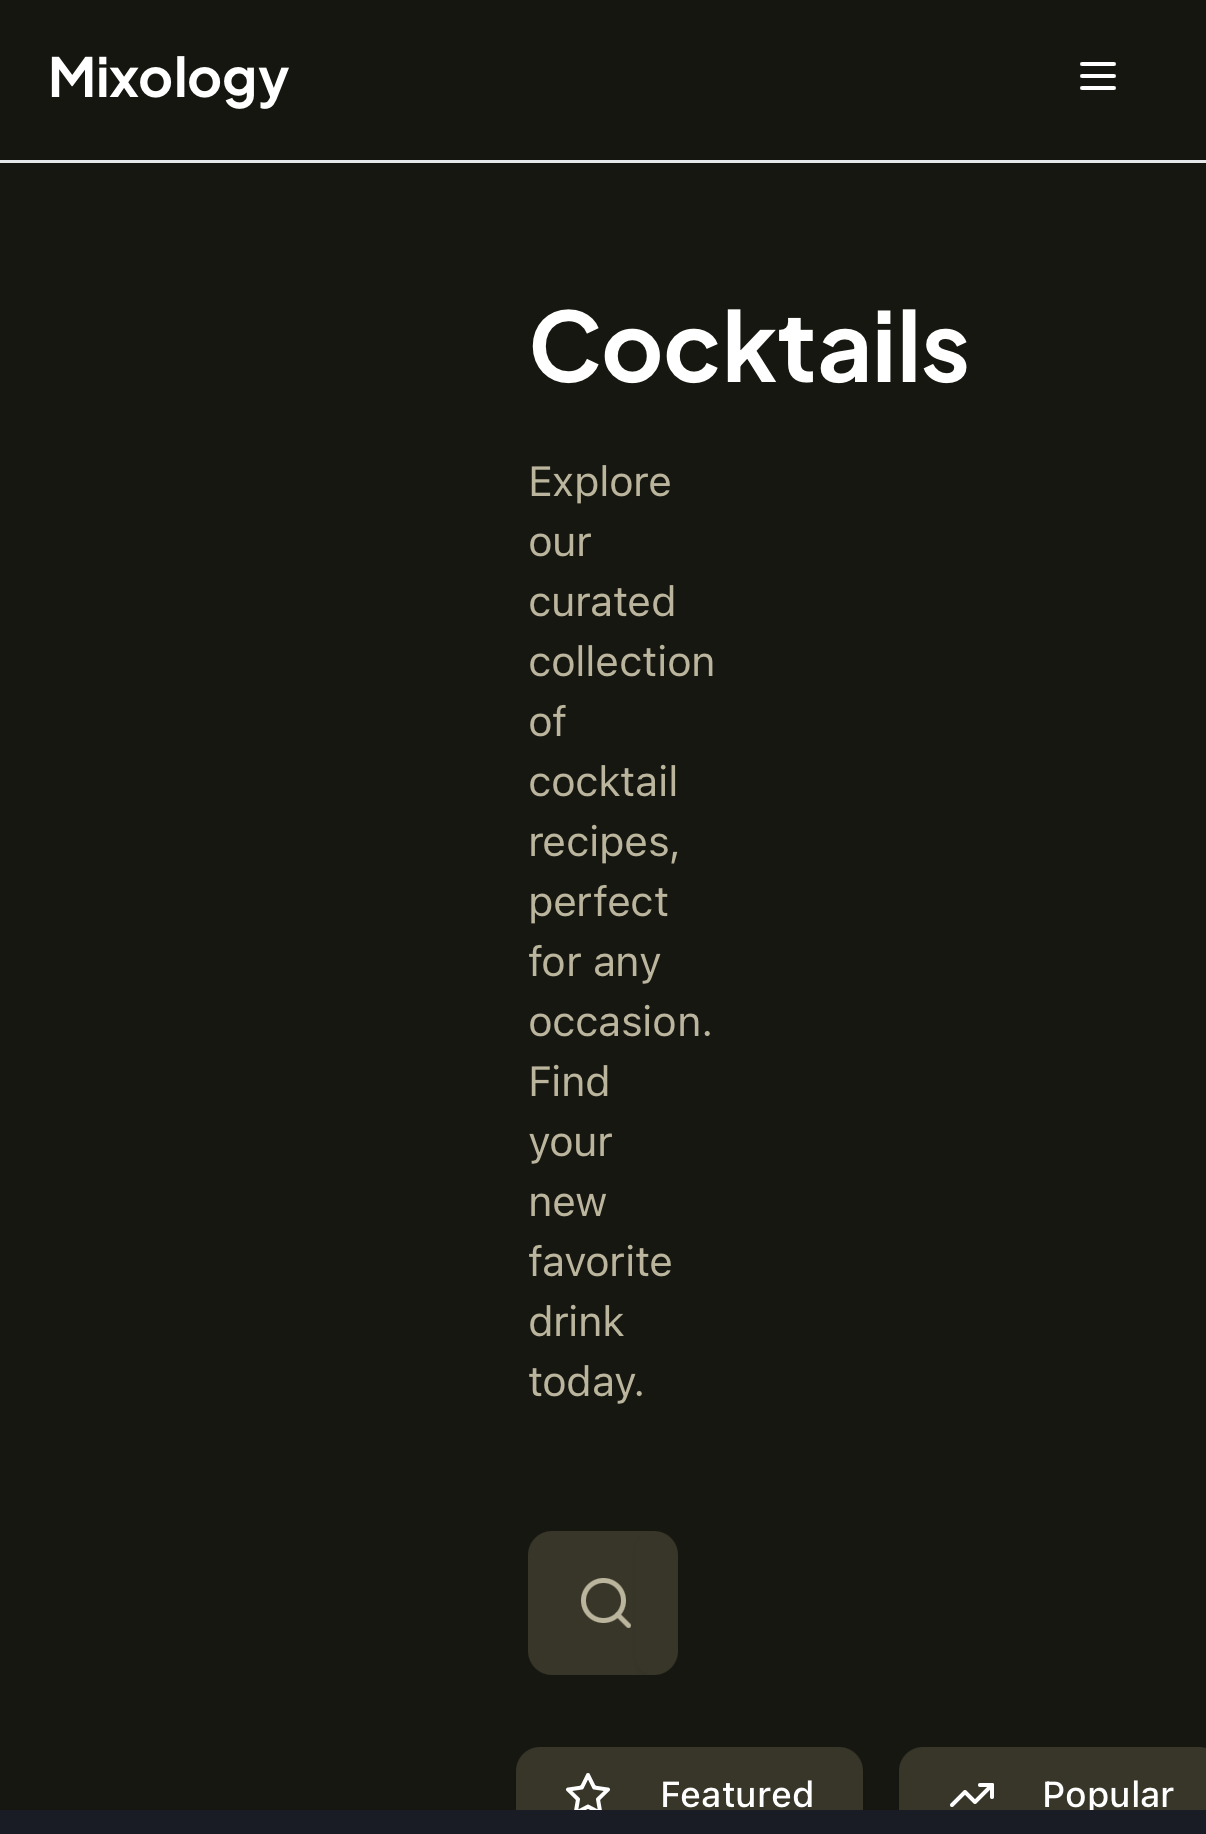 Mixology
Cocktails
Explore
our
curated
collection
of
cocktail
recipes,
perfect
for any
occasion.
Find
your
new
favorite
drink
today.
Featured
Popular